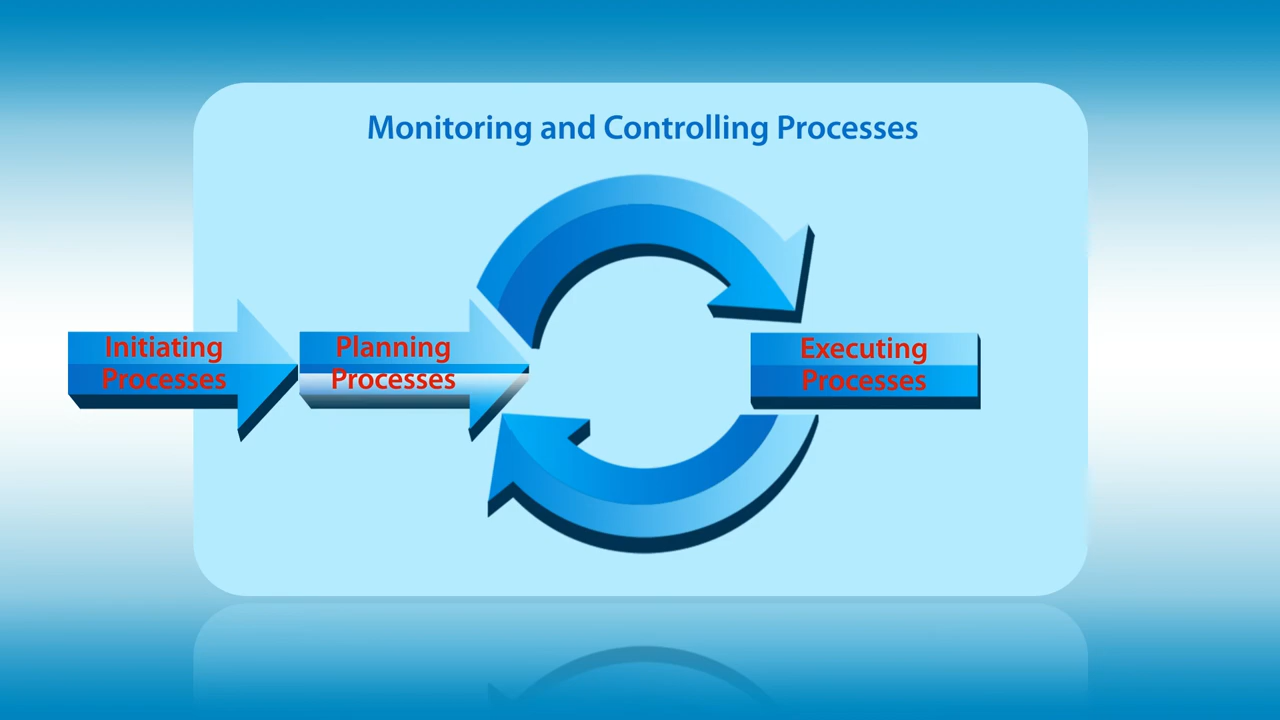 Monitoring and Controlling Processes
Initiating
Processes
Planning
Processes
Executing
Processes